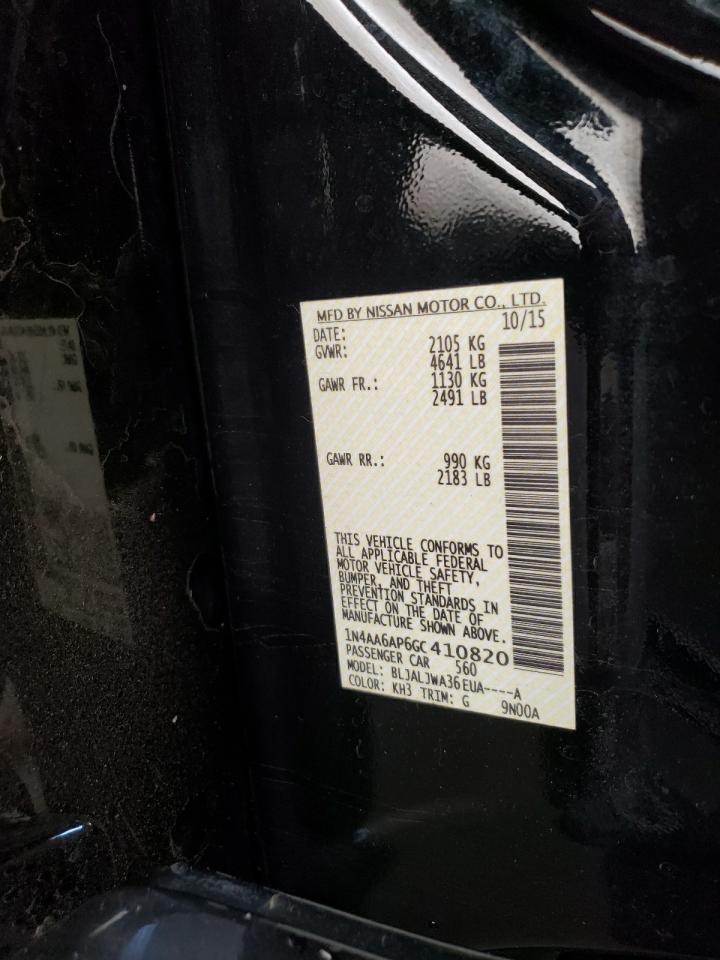 MFD BY NISSAN MOTOR CO., LTD.
DATE: 10/15
GVWR: 2105 KG
4641 LB
GAWR FR.: 1130 KG
2491 LB
GAWR RR.: 990 KG
2183 LB
THIS VEHICLE CONFORMS TO
ALL APPLICABLE FEDERAL
MOTOR VEHICLE SAFETY,
BUMPER, AND THEFT
PREVENTION STANDARDS IN
EFFECT ON THE DATE OF
MANUFACTURE SHOWN ABOVE.
1N4AA6AP6GC410820
PASSENGER CAR 560
MODEL: BLJALJWA36EUA----A
COLOR: KH3 TRIM: G 9N00A